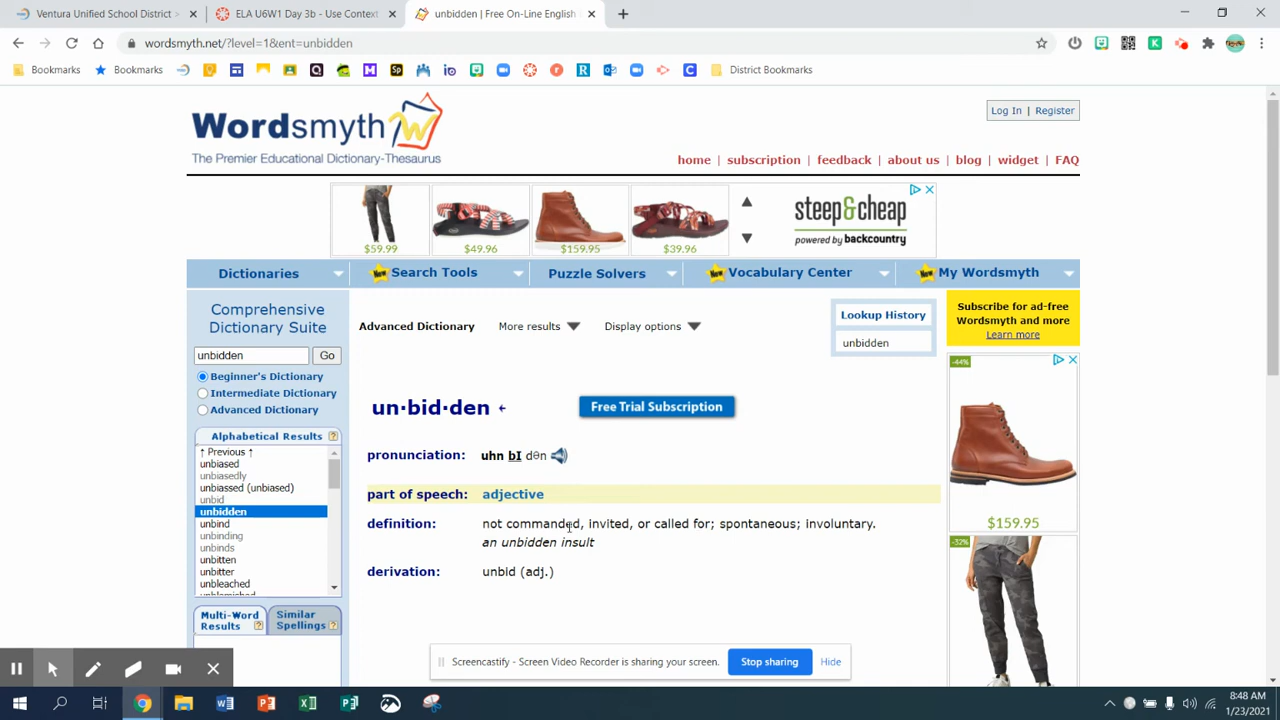 Ventura Unified School District >
ELA U6W1 Day 3b - Use Context
unbidden | Free On-Line English
wordsmyth.net/?level=1&ent=unbidden
Bookmarks
Bookmarks
District Bookmarks
Wordsmyth
The Premier Educational Dictionary-Thesaurus
Log In | Register
home | subscription | feedback | about us | blog | widget | FAQ
$59.99
$49.96
$159.95
$39.96
steep&cheap
powered by backcountry
Dictionaries
New Search Tools
Puzzle Solvers
New Vocabulary Center
New My Wordsmyth
Comprehensive
Dictionary Suite
unbidden Go
Beginner's Dictionary
Intermediate Dictionary
Advanced Dictionary
Alphabetical Results ?
↑ Previous ↑
unbiased
unbiasedly
unbiassed (unbiased)
unbid
unbidden
unbind
unbinding
unbinds
unbitten
unbitter
unbleached
unblemished
Multi-Word
Results ?
Similar
Spellings ?
Advanced Dictionary
More results
Display options
Lookup History
unbidden
un·bid·den
Free Trial Subscription
pronunciation: uhn bI dən
part of speech: adjective
definition: not commanded, invited, or called for; spontaneous; involuntary.
an unbidden insult
derivation: unbid (adj.)
Subscribe for ad-free
Wordsmyth and more
Learn more
-44%
$159.95
-32%
Screencastify - Screen Video Recorder is sharing your screen.
Stop sharing
Hide
8:48 AM
1/23/2021